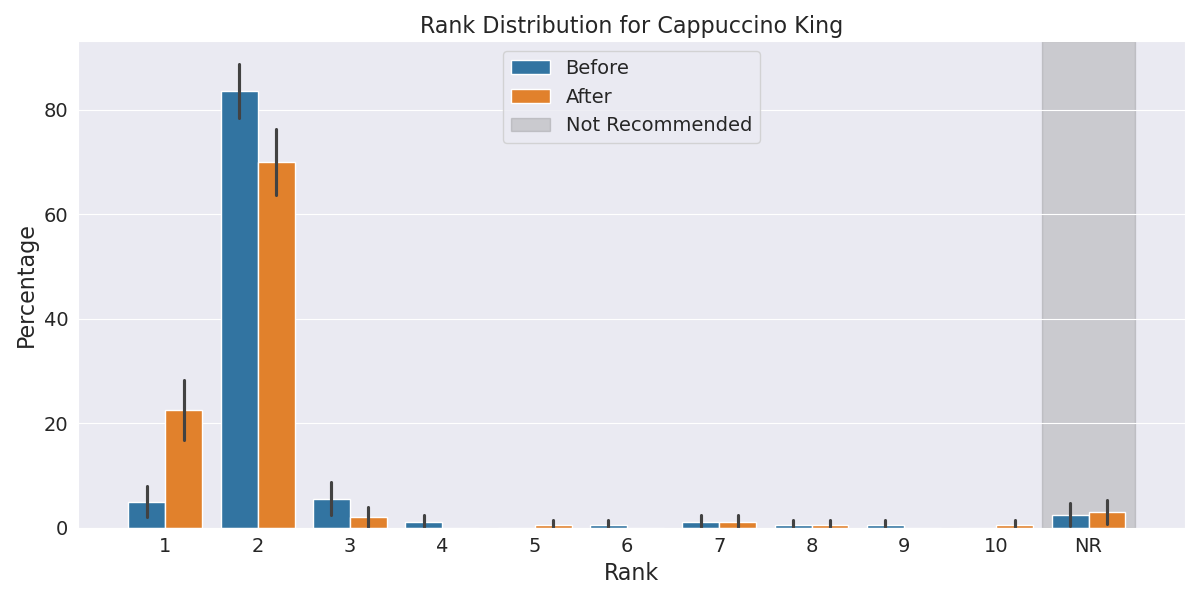 Rank Distribution for Cappuccino King
Before
After
Not Recommended
Percentage
80
60
40
20
0
1 2 3 4 5 6 7 8 9 10 NR
Rank